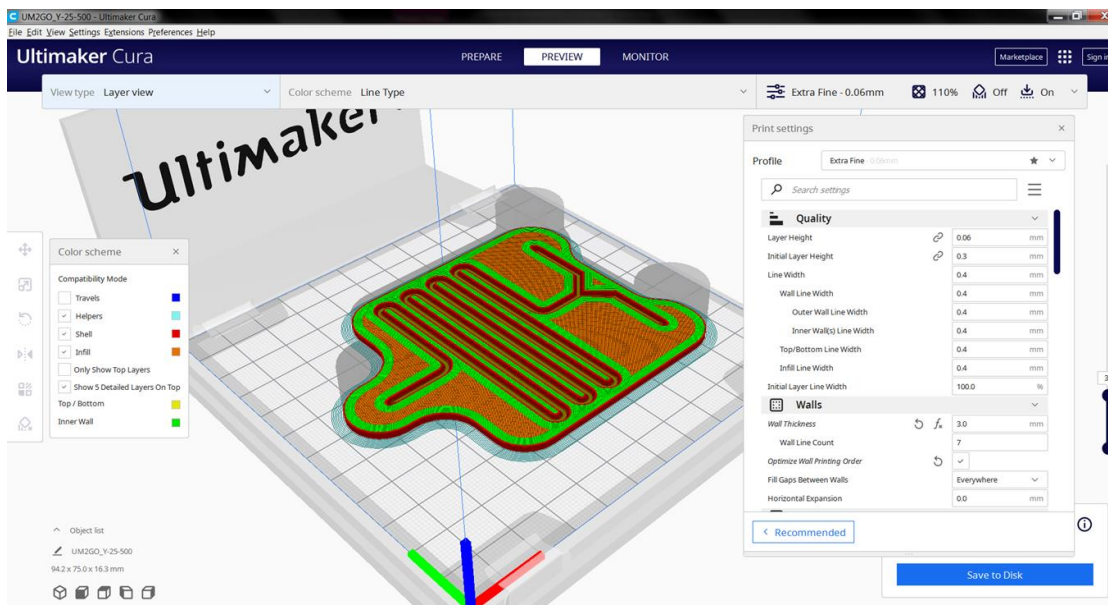 UM2GO_Y-25-500 - Ultimaker Cura
File Edit View Settings Extensions Preferences Help
Ultimaker Cura
PREPARE PREVIEW MONITOR
Marketplace
Sign in
View type Layer view
Color scheme Line Type
Extra Fine - 0.06mm 110% Off On
Ultimaker
Print settings
Profile Extra Fine 0.06mm
Search settings
Quality
Layer Height 0.06 mm
Initial Layer Height 0.3 mm
Line Width 0.4 mm
Wall Line Width 0.4 mm
Outer Wall Line Width 0.4 mm
Inner Wall(s) Line Width 0.4 mm
Top/Bottom Line Width 0.4 mm
Infill Line Width 0.4 mm
Initial Layer Line Width 100.0 %
Walls
Wall Thickness 3.0 mm
Wall Line Count 7
Optimize Wall Printing Order
Fill Gaps Between Walls Everywhere
Horizontal Expansion 0.0 mm
Recommended
Save to Disk
Color scheme
Compatibility Mode
Travels
Helpers
Shell
Infill
Only Show Top Layers
Show 5 Detailed Layers On Top
Top / Bottom
Inner Wall
Object list
UM2GO_Y-25-500
94.2 x 75.0 x 16.3 mm